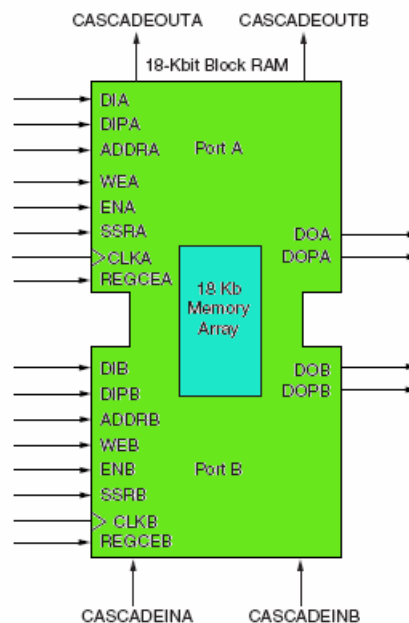 CASCADEOUTA CASCADEOUTB
18-Kbit Block RAM
DIA
DIPA
ADDRA Port A
WEA
ENA
SSRA DOA
CLKA DOPA
REGCEA
18 Kb
Memory
Array
DIB DOB
DIPB DOPB
ADDRB
WEB
ENB Port B
SSRB
CLKB
REGCEB
CASCADEINA CASCADEINB